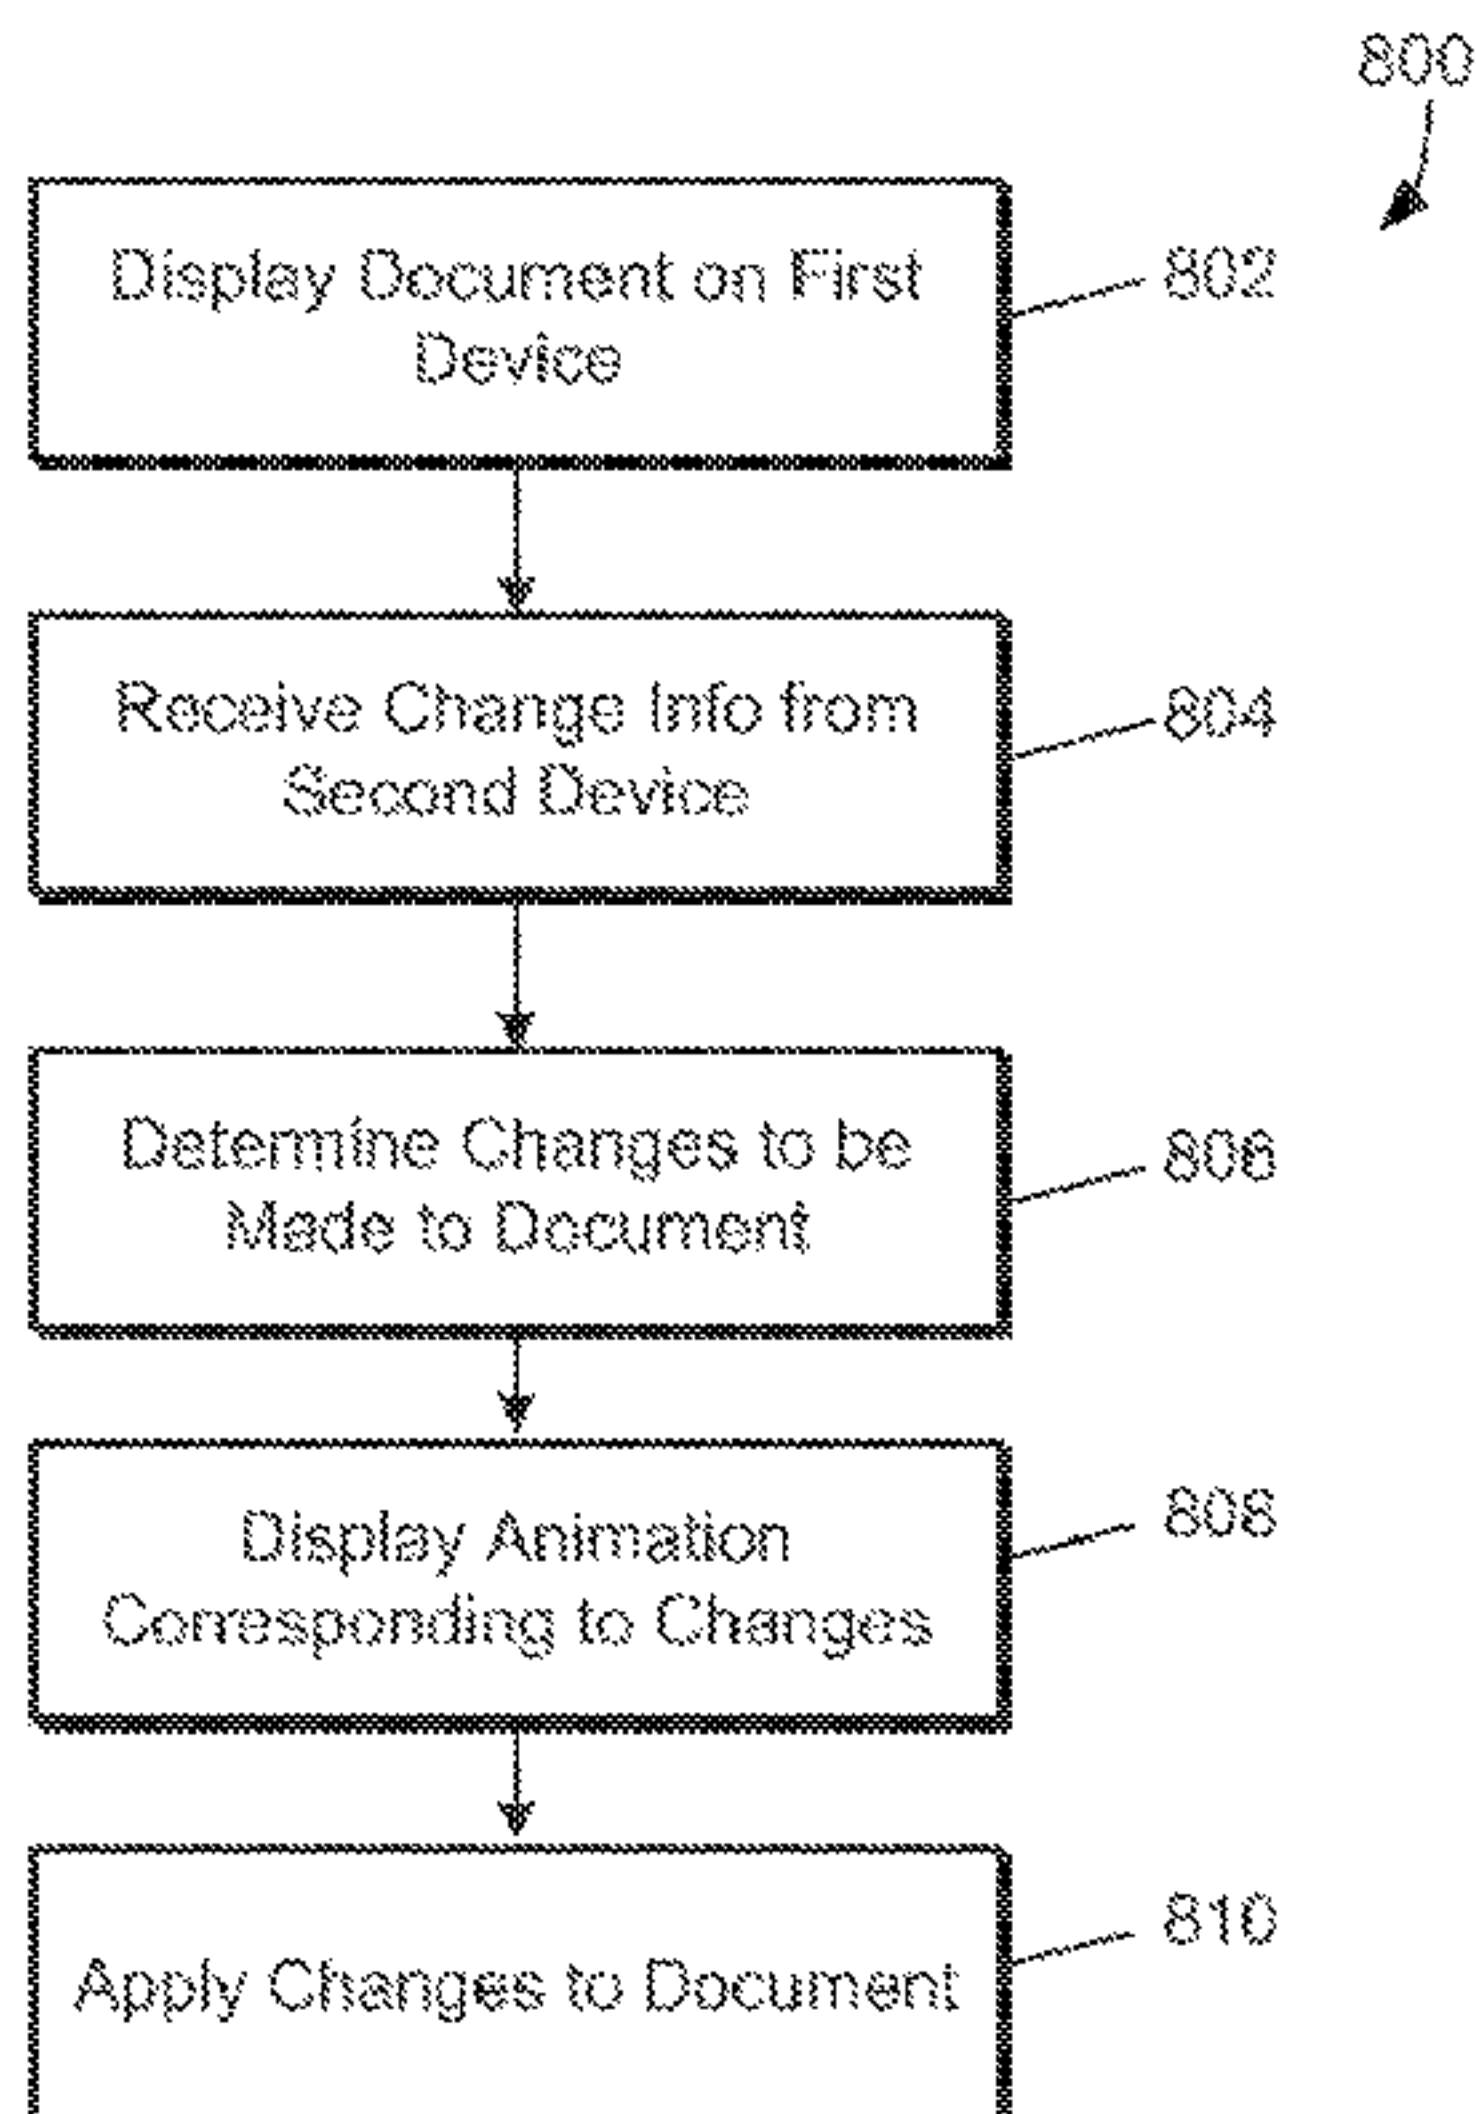 800
Display Document on First
Device
802
Receive Change Info from
Second Device
804
Determine Changes to be
Made to Document
806
Display Animation
Corresponding to Changes
808
Apply Changes to Document
810